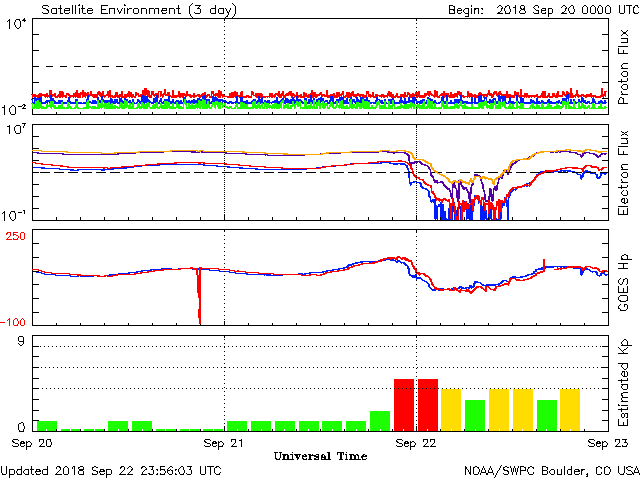 Satellite Environment (3 day) Begin: 2018 Sep 20 0000 UTC
10^4
10^-2
Proton Flux
10^7
10^-1
Electron Flux
250
-100
GOES Hp
9
0
Estimated Kp
Sep 20 Sep 21 Sep 22 Sep 23
Universal Time
Updated 2018 Sep 22 23:56:03 UTC NOAA/SWPC Boulder, CO USA